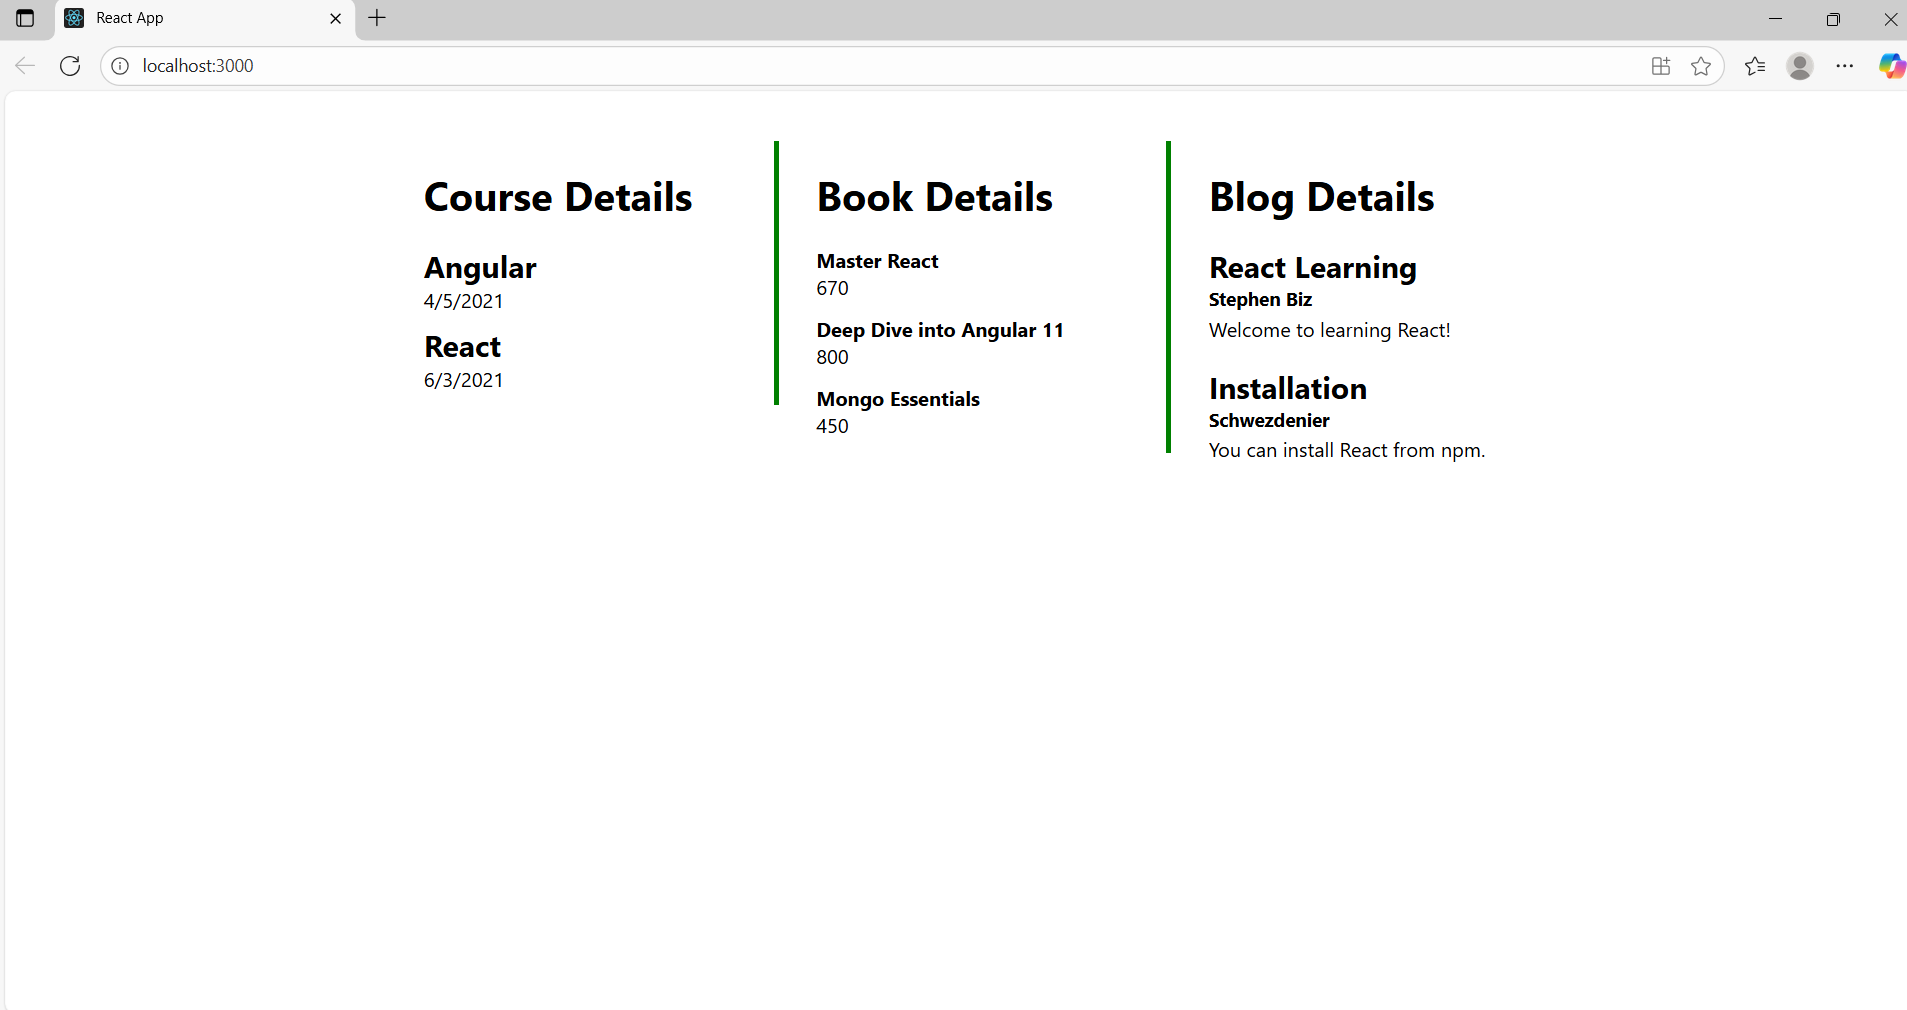 React App
localhost:3000
Course Details
Angular
4/5/2021
React
6/3/2021
Book Details
Master React
670
Deep Dive into Angular 11
800
Mongo Essentials
450
Blog Details
React Learning
Stephen Biz
Welcome to learning React!
Installation
Schwezdenier
You can install React from npm.